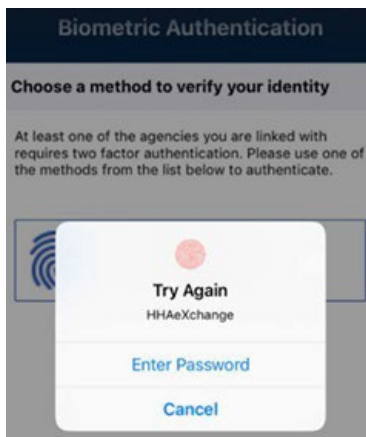 Biometric Authentication
Choose a method to verify your identity
At least one of the agencies you are linked with
requires two factor authentication. Please use one of
the methods from the list below to authenticate.
Try Again
HHAeXchange
Enter Password
Cancel